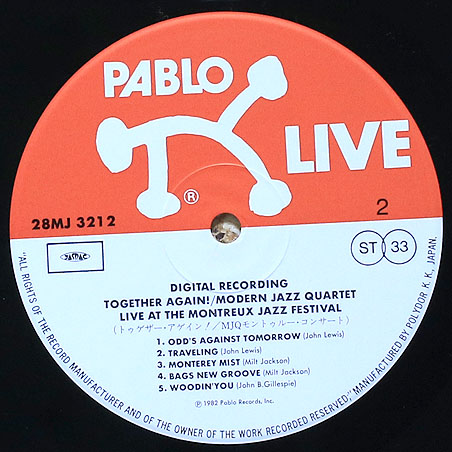 PABLO
LIVE
®
28MJ 3212
2
JASRAC
ST 33
DIGITAL RECORDING
TOGETHER AGAIN!/MODERN JAZZ QUARTET
LIVE AT THE MONTREUX JAZZ FESTIVAL
(トゥゲザー・アゲイン!/MJQモントゥルー・コンサート)
1. ODD'S AGAINST TOMORROW (John Lewis)
2. TRAVELING (John Lewis)
3. MONTEREY MIST (Milt Jackson)
4. BAGS NEW GROOVE (Milt Jackson)
5. WOODIN'YOU (John B.Gillespie)
℗ 1982 Pablo Records, Inc.
"ALL RIGHTS OF THE RECORD MANUFACTURER AND OF THE OWNER OF THE WORK RECORDED RESERVED" MANUFACTURED BY POLYDOR K. K., JAPAN.